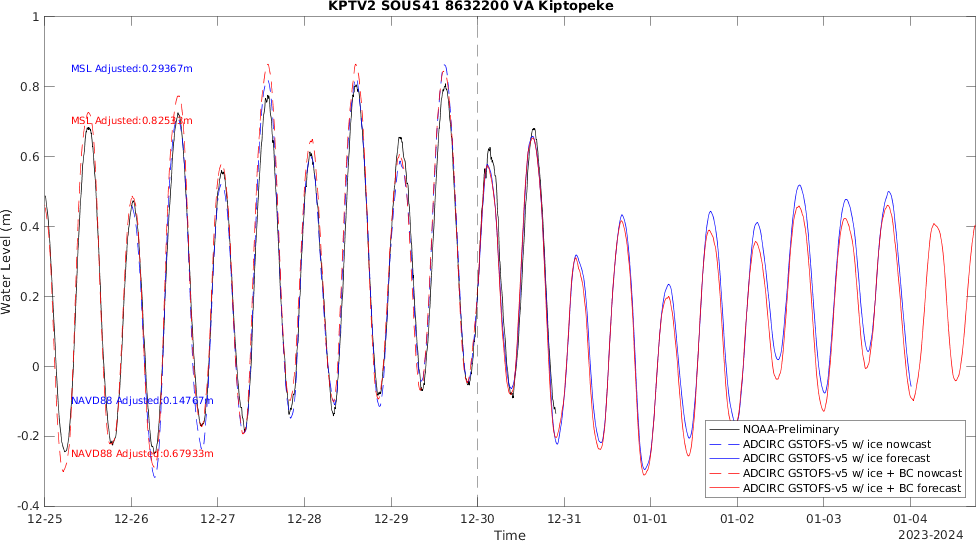 KPTV2 SOUS41 8632200 VA Kiptopeke
1
0.8
0.6
0.4
0.2
0
-0.2
-0.4
Water Level (m)
MSL Adjusted:0.29367m
MSL Adjusted:0.82537m
NAVD88 Adjusted:0.14767m
NAVD88 Adjusted:0.67933m
NOAA-Preliminary
ADCIRC GSTOFS-v5 w/ ice nowcast
ADCIRC GSTOFS-v5 w/ ice forecast
ADCIRC GSTOFS-v5 w/ ice + BC nowcast
ADCIRC GSTOFS-v5 w/ ice + BC forecast
12-25 12-26 12-27 12-28 12-29 12-30 12-31 01-01 01-02 01-03 01-04
Time
2023-2024